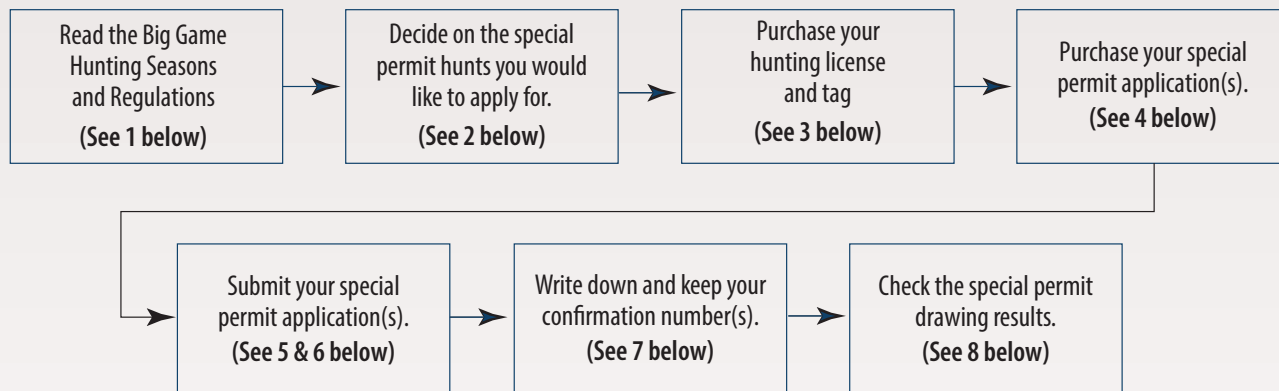 Read the Big Game
Hunting Seasons
and Regulations
(See 1 below)
Decide on the special
permit hunts you would
like to apply for.
(See 2 below)
Purchase your
hunting license
and tag
(See 3 below)
Purchase your special
permit application(s).
(See 4 below)
Submit your special
permit application(s).
(See 5 & 6 below)
Write down and keep your
confirmation number(s).
(See 7 below)
Check the special permit
drawing results.
(See 8 below)